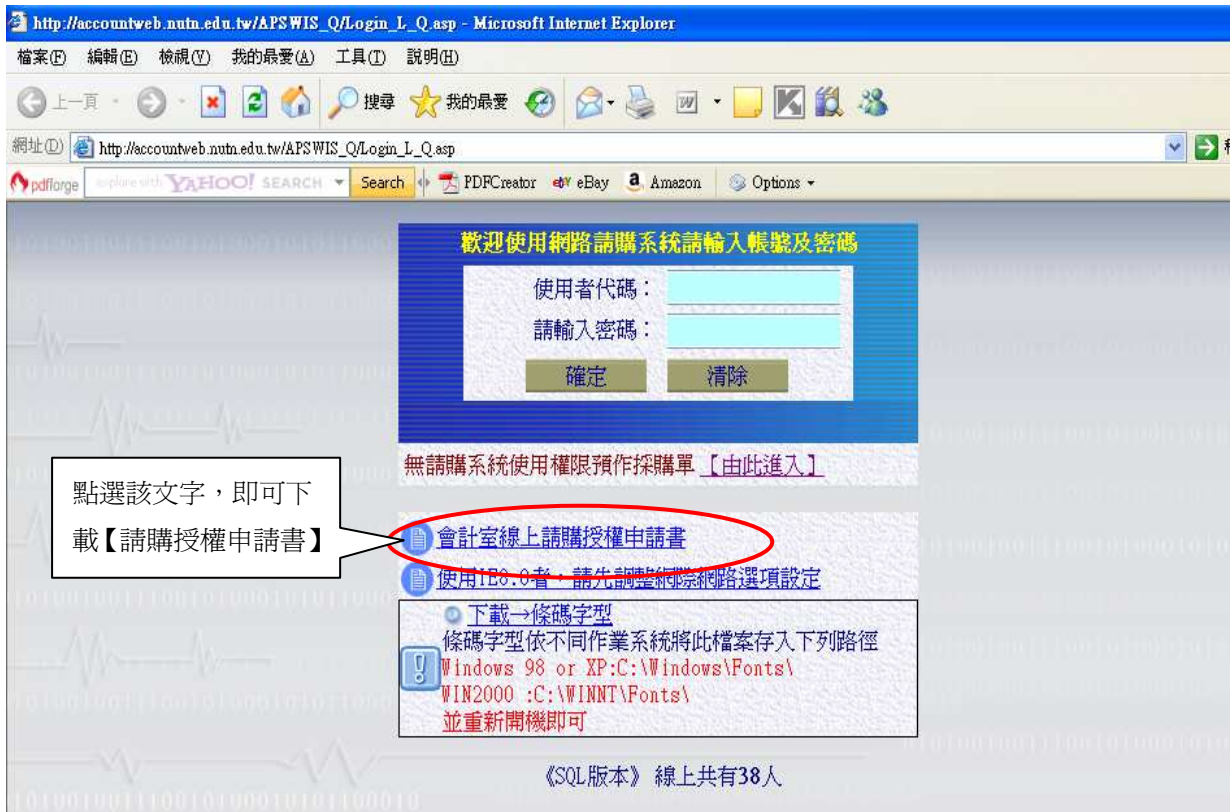 http://accountweb.nutn.edu.tw/APSWIS_Q/Login_L_Q.asp - Microsoft Internet Explorer
檔案(F) 編輯(E) 檢視(V) 我的最愛(A) 工具(T) 說明(H)
上一頁 搜尋 我的最愛
網址(D) http://accountweb.nutn.edu.tw/APSWIS_Q/Login_L_Q.asp
pdfforge explore with YAHOO! SEARCH Search PDFCreator eBay Amazon Options
歡迎使用網路請購系統請輸入帳號及密碼
使用者代碼：
請輸入密碼：
確定 清除
無請購系統使用權限預作採購單 【由此進入】
點選該文字，即可下
載【請購授權申請書】
會計室線上請購授權申請書
使用IE8.0者，請先調整網際網路選項設定
下載→條碼字型
條碼字型依不同作業系統將此檔案存入下列路徑
Windows 98 or XP:C:\Windows\Fonts\
WIN2000 :C:\WINNT\Fonts\
並重新開機即可
《SQL版本》 線上共有38人